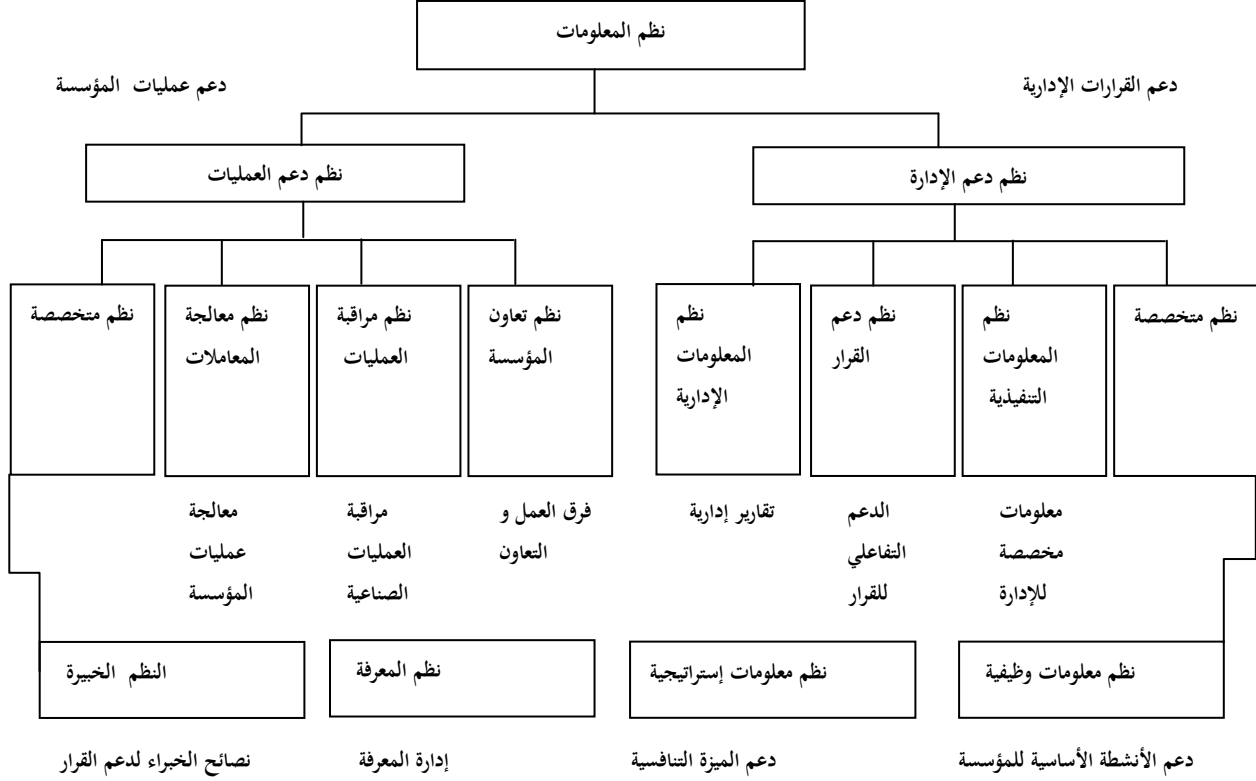 نظم المعلومات
دعم القرارات الإدارية
دعم عمليات المؤسسة
نظم دعم الإدارة
نظم دعم العمليات
نظم متخصصة
نظم
المعلومات
التنفيذية
نظم دعم
القرار
نظم
المعلومات
الإدارية
نظم تعاون
المؤسسة
نظم مراقبة
العمليات
نظم معالجة
المعاملات
نظم متخصصة
معلومات
مخصصة
للإدارة
الدعم
التفاعلي
للقرار
تقارير إدارية
فرق العمل و
التعاون
مراقبة
العمليات
الصناعية
معالجة
عمليات
المؤسسة
نظم معلومات وظيفية
نظم معلومات إستراتيجية
نظم المعرفة
النظم الخبيرة
دعم الأنشطة الأساسية للمؤسسة
دعم الميزة التنافسية
إدارة المعرفة
نصائح الخبراء لدعم القرار